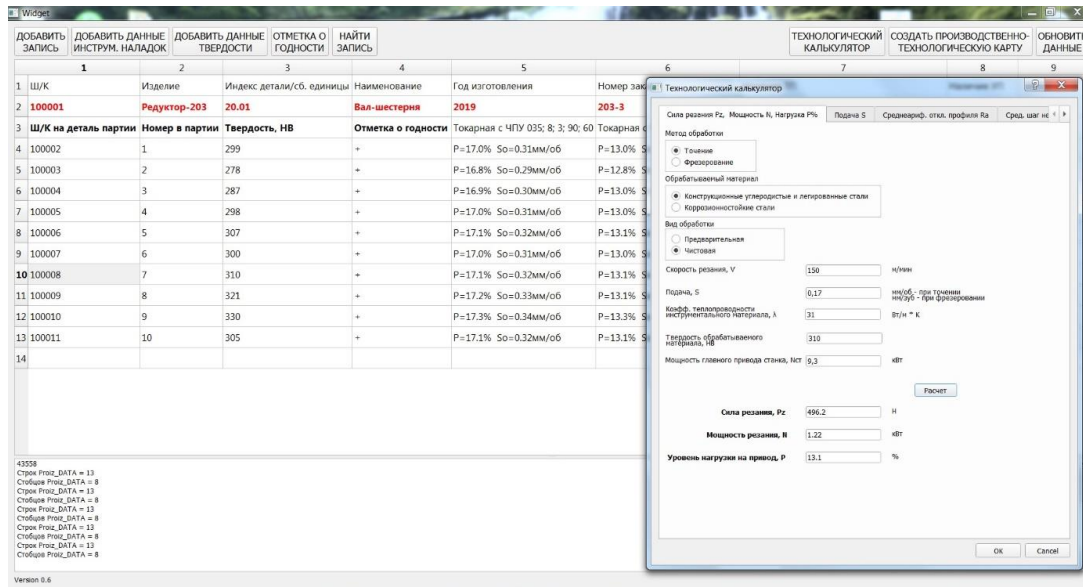 Widget
ДОБАВИТЬ ЗАПИСЬ
ДОБАВИТЬ ДАННЫЕ ИНСТРУМ. НАЛАДОК
ДОБАВИТЬ ДАННЫЕ ТВЕРДОСТИ
ОТМЕТКА О ГОДНОСТИ
НАЙТИ ЗАПИСЬ
ТЕХНОЛОГИЧЕСКИЙ КАЛЬКУЛЯТОР
СОЗДАТЬ ПРОИЗВОДСТВЕННО-ТЕХНОЛОГИЧЕСКУЮ КАРТУ
ОБНОВИТЬ ДАННЫЕ
1 2 3 4 5 6 7 8 9
1 Ш/К Изделие Индекс детали/сб. единицы Наименование Год изготовления Номер зак
2 100001 Редуктор-203 20.01 Вал-шестерня 2019 203-3
3 Ш/К на деталь партии Номер в партии Твердость, НВ Отметка о годности Токарная с ЧПУ 035; 8; 3; 90; 60 Токарная с
4 100002 1 299 + P=17.0% So=0.31мм/об P=13.0% S
5 100003 2 278 + P=16.8% So=0.29мм/об P=12.8% S
6 100004 3 287 + P=16.9% So=0.30мм/об P=13.0% S
7 100005 4 298 + P=17.0% So=0.31мм/об P=13.0% S
8 100006 5 307 + P=17.1% So=0.32мм/об P=13.1% S
9 100007 6 300 + P=17.0% So=0.31мм/об P=13.0% S
10 100008 7 310 + P=17.1% So=0.32мм/об P=13.1% S
11 100009 8 321 + P=17.2% So=0.33мм/об P=13.1% S
12 100010 9 330 + P=17.3% So=0.34мм/об P=13.3% S
13 100011 10 305 + P=17.1% So=0.32мм/об P=13.1% S
14
43558
Строк Proiz_DATA = 13
Стобцов Proiz_DATA = 8
Строк Proiz_DATA = 13
Стобцов Proiz_DATA = 8
Строк Proiz_DATA = 13
Стобцов Proiz_DATA = 8
Строк Proiz_DATA = 13
Стобцов Proiz_DATA = 8
Строк Proiz_DATA = 13
Стобцов Proiz_DATA = 8
Version 0.6
Технологический калькулятор
Сила резания Pz, Мощность N, Нагрузка P% Подача S Среднеарифм. откл. профиля Ra Сред. шаг не
Метод обработки
Точение
Фрезерование
Обрабатываемый материал
Конструкционные углеродистые и легированные стали
Коррозионностойкие стали
Вид обработки
Предварительная
Чистовая
Скорость резания, V 150 м/мин
Подача, S 0,17 мм/об - при точении
мм/зуб - при фрезеровании
Коэфф. теплопроводности
инструментального материала, λ 31 Вт/м * K
Твердость обрабатываемого
материала, НВ 310
Мощность главного привода станка, Nст 9,3 кВт
Расчет
Сила резания, Pz 496.2 Н
Мощность резания, N 1.22 кВт
Уровень нагрузки на привод, P 13.1 %
OK Cancel